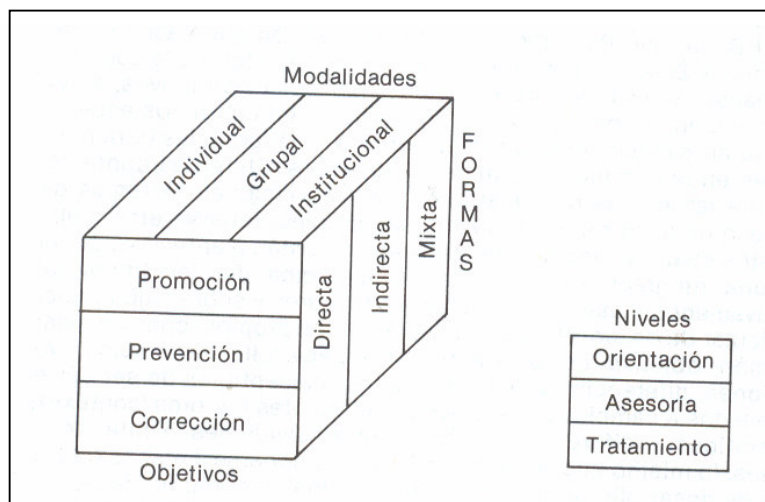 Modalidades
Individual
Grupal
Institucional
FORMAS
Promoción
Prevención
Corrección
Directa
Indirecta
Mixta
Objetivos
Niveles
Orientación
Asesoría
Tratamiento